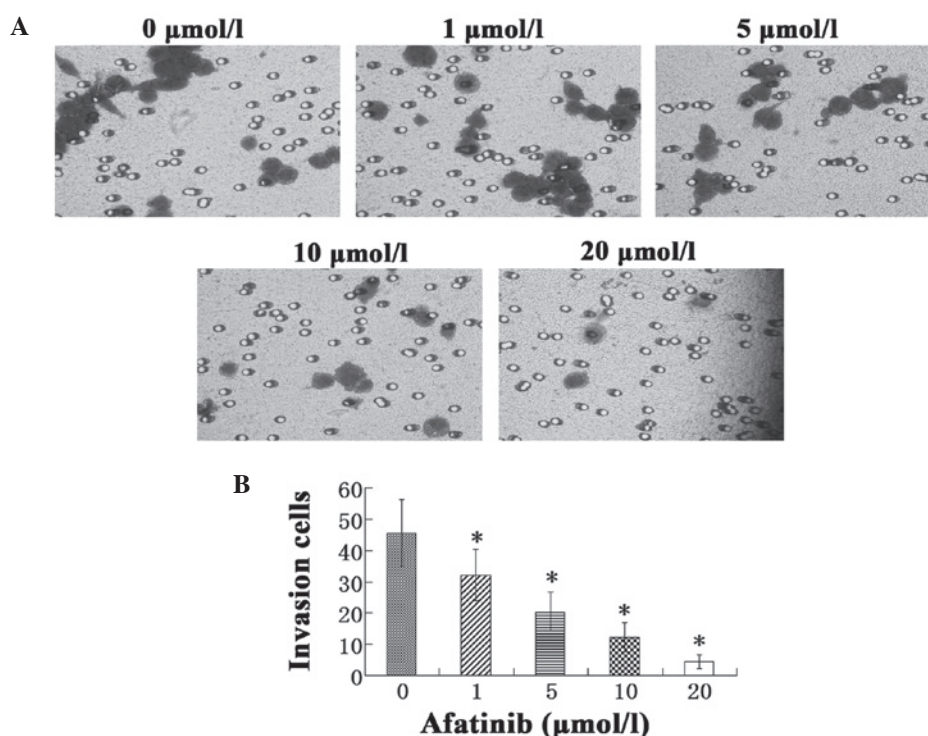 A
0 µmol/l 1 µmol/l 5 µmol/l
10 µmol/l 20 µmol/l
B
Invasion cells
60
50
40
30
20
10
0
* * * *
0 1 5 10 20
Afatinib (µmol/l)